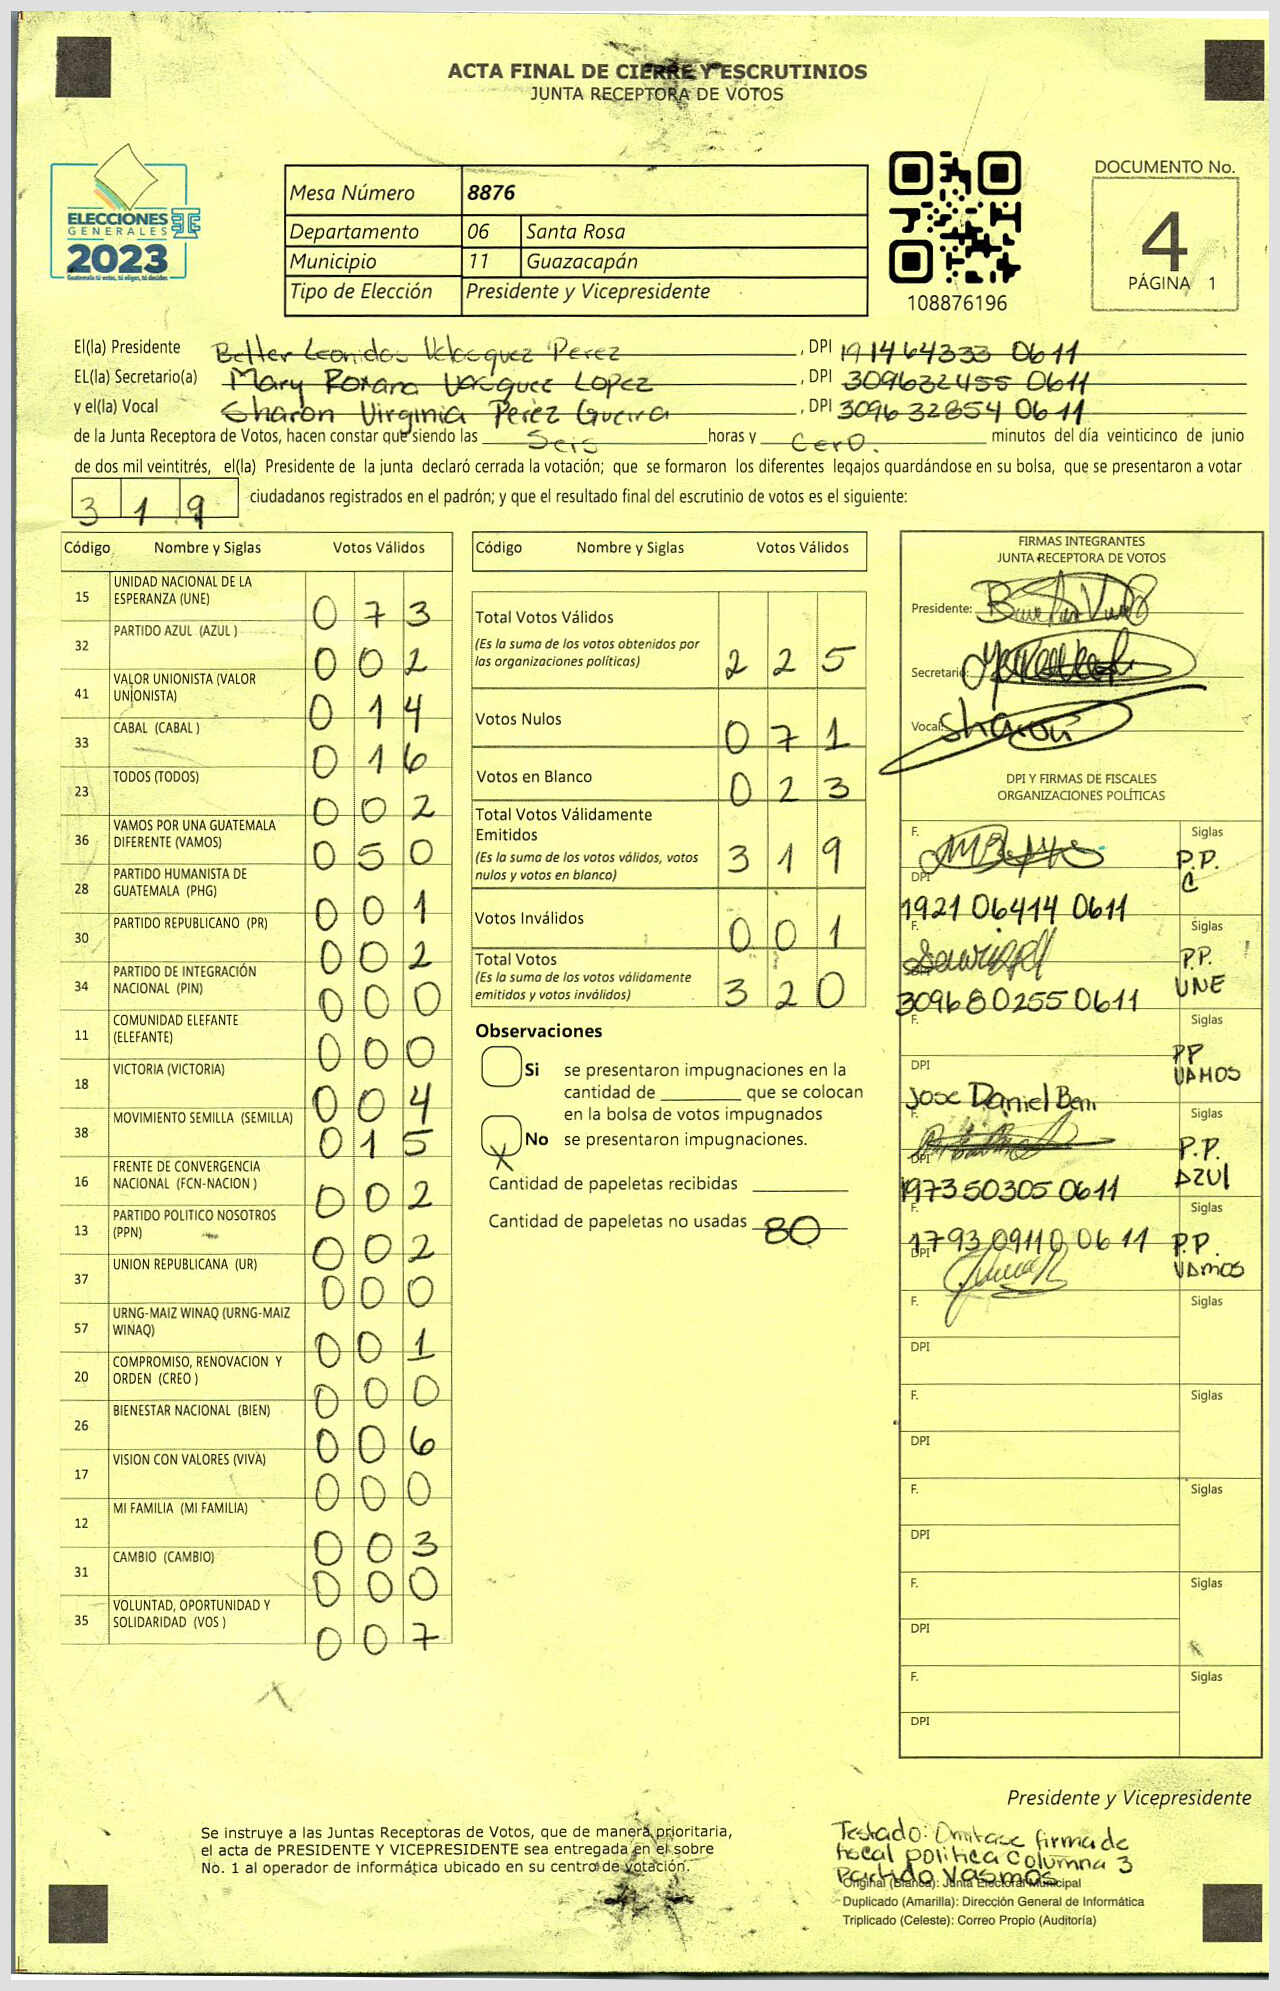 ACTA FINAL DE CIERRE Y ESCRUTINIOS
JUNTA RECEPTORA DE VOTOS
ELECCIONES
GENERALES
2023
Guatemala tú votas, tú eliges, tú decides
Mesa Número 8876
Departamento 06 Santa Rosa
Municipio 11 Guazacapán
Tipo de Elección Presidente y Vicepresidente
108876196
DOCUMENTO No.
4
PÁGINA 1
El(la) Presidente Belter Leonidas Velasquez Perez , DPI 191464333 0611
EL(la) Secretario(a) Mary Roxana Vasquez Lopez , DPI 309632455 0611
y el(la) Vocal Sharon Virginia Perez Gueira , DPI 3096 32854 0611
de la Junta Receptora de Votos, hacen constar que siendo las Seis horas y Cero. minutos del día veinticinco de junio
de dos mil veintitrés, el(la) Presidente de la junta declaró cerrada la votación; que se formaron los diferentes legajos guardándose en su bolsa, que se presentaron a votar
3 1 9 ciudadanos registrados en el padrón; y que el resultado final del escrutinio de votos es el siguiente:
Código Nombre y Siglas Votos Válidos
15 UNIDAD NACIONAL DE LA ESPERANZA (UNE) 0 7 3
32 PARTIDO AZUL (AZUL ) 0 0 2
41 VALOR UNIONISTA (VALOR UNIONISTA) 0 1 4
33 CABAL (CABAL ) 0 1 6
23 TODOS (TODOS) 0 0 2
36 VAMOS POR UNA GUATEMALA DIFERENTE (VAMOS) 0 5 0
28 PARTIDO HUMANISTA DE GUATEMALA (PHG) 0 0 1
30 PARTIDO REPUBLICANO (PR) 0 0 2
34 PARTIDO DE INTEGRACIÓN NACIONAL (PIN) 0 0 0
11 COMUNIDAD ELEFANTE (ELEFANTE) 0 0 0
18 VICTORIA (VICTORIA) 0 0 4
38 MOVIMIENTO SEMILLA (SEMILLA) 0 1 5
16 FRENTE DE CONVERGENCIA NACIONAL (FCN-NACION ) 0 0 2
13 PARTIDO POLITICO NOSOTROS (PPN) 0 0 2
37 UNION REPUBLICANA (UR) 0 0 0
57 URNG-MAIZ WINAQ (URNG-MAIZ WINAQ) 0 0 1
20 COMPROMISO, RENOVACION Y ORDEN (CREO ) 0 0 0
26 BIENESTAR NACIONAL (BIEN) 0 0 6
17 VISION CON VALORES (VIVA) 0 0 0
12 MI FAMILIA (MI FAMILIA) 0 0 3
31 CAMBIO (CAMBIO) 0 0 0
35 VOLUNTAD, OPORTUNIDAD Y SOLIDARIDAD (VOS ) 0 0 7
Código Nombre y Siglas Votos Válidos
Total Votos Válidos
(Es la suma de los votos obtenidos por
las organizaciones políticas) 2 2 5
Votos Nulos 0 7 1
Votos en Blanco 0 2 3
Total Votos Válidamente
Emitidos
(Es la suma de los votos válidos, votos
nulos y votos en blanco) 3 1 9
Votos Inválidos 0 0 1
Total Votos
(Es la suma de los votos válidamente
emitidos y votos inválidos) 3 2 0
Observaciones
Si se presentaron impugnaciones en la
cantidad de ________ que se colocan
en la bolsa de votos impugnados
X No se presentaron impugnaciones.
Cantidad de papeletas recibidas
Cantidad de papeletas no usadas 80
FIRMAS INTEGRANTES
JUNTA RECEPTORA DE VOTOS
Presidente:
Secretario:
Vocal: Sharon
DPI Y FIRMAS DE FISCALES
ORGANIZACIONES POLÍTICAS
F. Siglas
P.P.
C
DPI
1921 06414 0611
F. Siglas
P.P.
UNE
DPI
3096 80255 0611
F. Siglas
PP
VAMOS
DPI
Jose Daniel Beni
F. Siglas
P.P.
AZUl
DPI
1973 50305 0611
F. Siglas
1793 09110 06 11 P.P.
VAMOS
DPI
F. Siglas
DPI
F. Siglas
DPI
F. Siglas
DPI
F. Siglas
DPI
F. Siglas
DPI
Presidente y Vicepresidente
Se instruye a las Juntas Receptoras de Votos, que de manera prioritaria,
el acta de PRESIDENTE Y VICEPRESIDENTE sea entregada en el sobre
No. 1 al operador de informática ubicado en su centro de votación.
Testado: Omitase firma de
fiscal politica columna 3
Partido Vasmos
Original (Blanca): Junta Electoral Municipal
Duplicado (Amarilla): Dirección General de Informática
Triplicado (Celeste): Correo Propio (Auditoría)